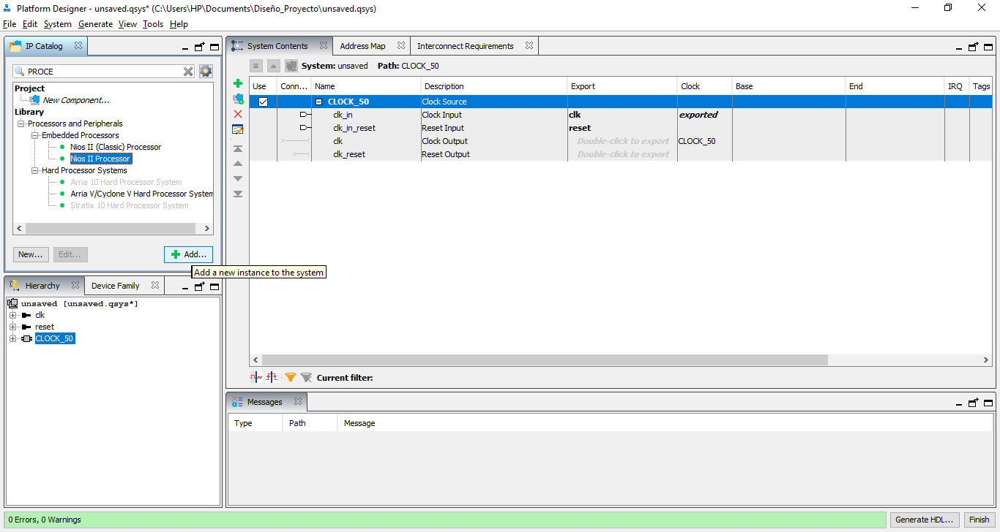 Platform Designer - unsaved.qsys* (C:\Users\HP\Documents\Diseño_Proyecto\unsaved.qsys)
File Edit System Generate View Tools Help
IP Catalog
PROCE
Project
New Component...
Library
Processors and Peripherals
Embedded Processors
Nios II (Classic) Processor
Nios II Processor
Hard Processor Systems
Arria 10 Hard Processor System
Arria V/Cyclone V Hard Processor System
Stratix 10 Hard Processor System
New... Edit... Add...
Add a new instance to the system
Hierarchy Device Family
unsaved [unsaved.qsys*]
clk
reset
CLOCK_50
System Contents Address Map Interconnect Requirements
System: unsaved Path: CLOCK_50
Use Conn... Name Description Export Clock Base End IRQ Tags
CLOCK_50 Clock Source
clk_in Clock Input clk exported
clk_in_reset Reset Input reset
clk Clock Output Double-click to export CLOCK_50
clk_reset Reset Output Double-click to export
Current filter:
Messages
Type Path Message
0 Errors, 0 Warnings
Generate HDL... Finish